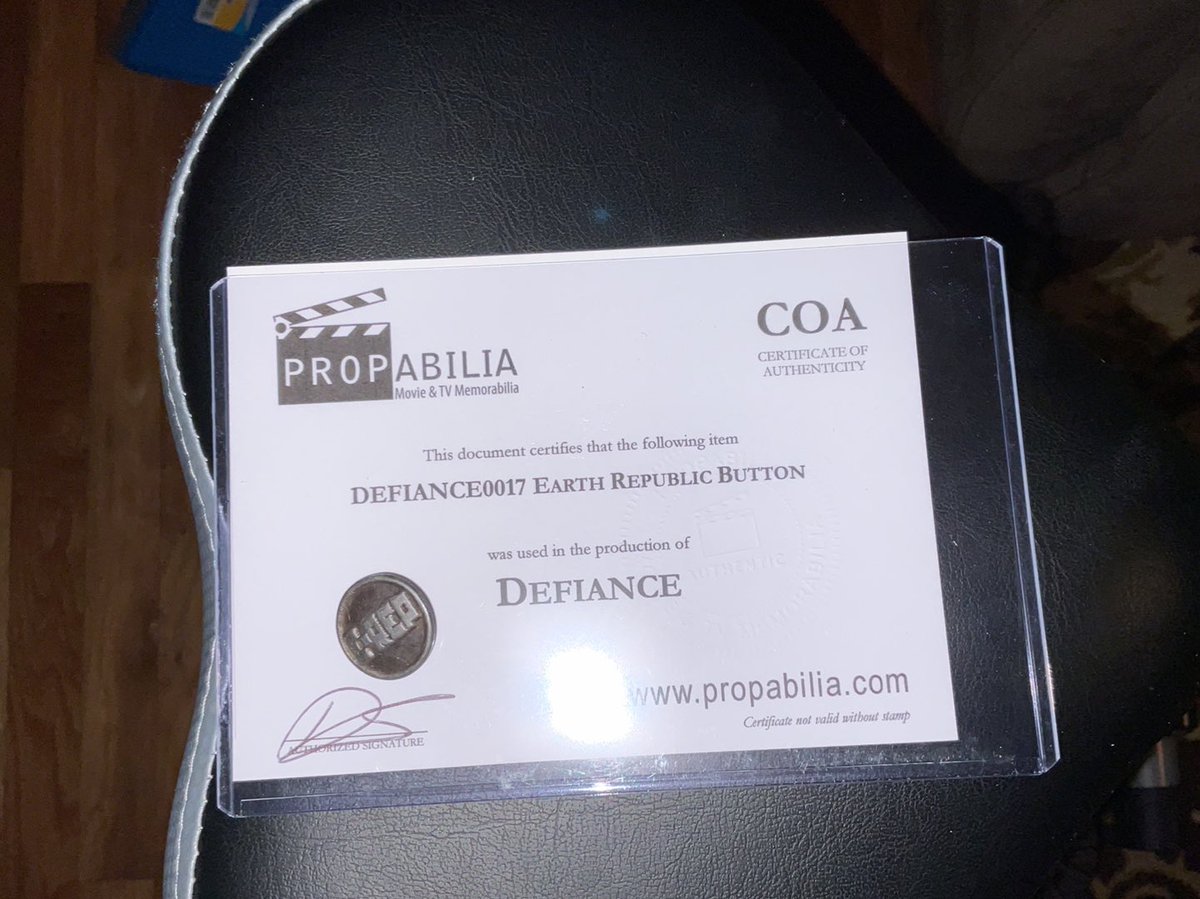 PROPABILIA
Movie & TV Memorabilia
COA
CERTIFICATE OF
AUTHENTICITY
This document certifies that the following item
DEFIANCE0017 EARTH REPUBLIC BUTTON
was used in the production of
DEFIANCE
AUTHENTIC
www.propabilia.com
Certificate not valid without stamp
AUTHORIZED SIGNATURE